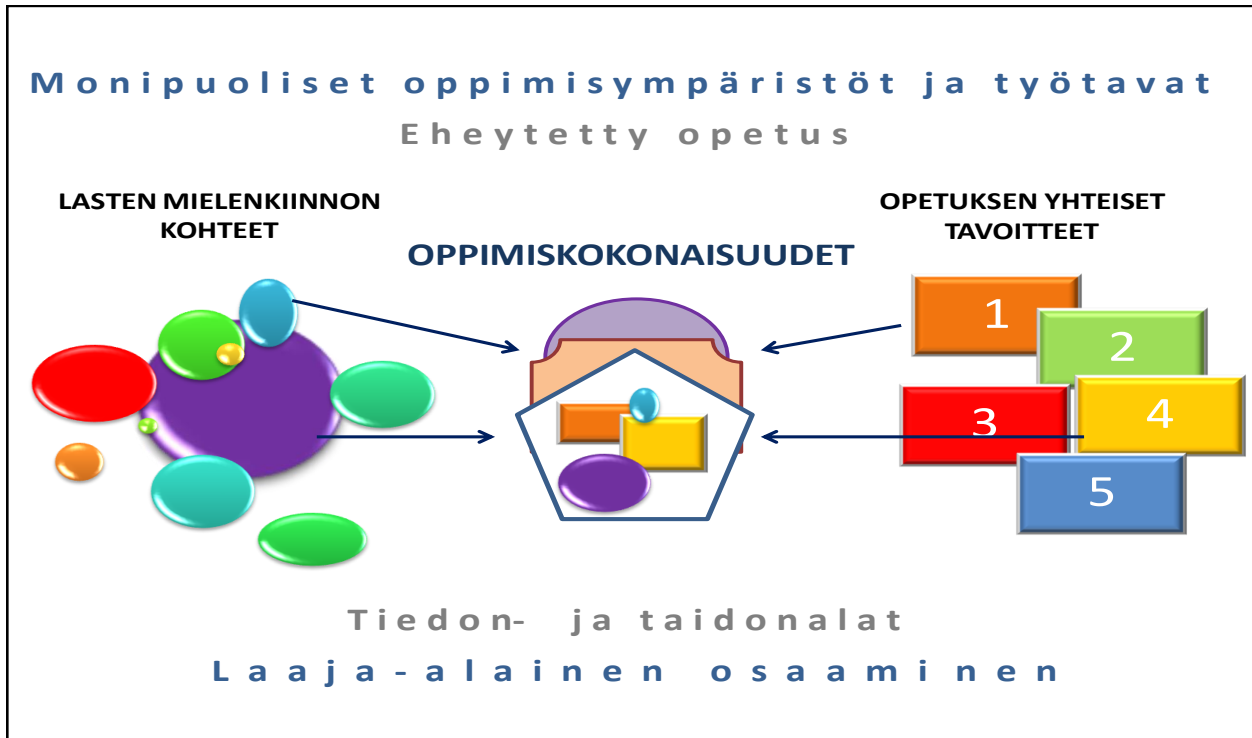 Monipuoliset oppimisympäristöt ja työtavat
Eheytetty opetus
LASTEN MIELENKIINNON
KOHTEET
OPETUKSEN YHTEISET
TAVOITTEET
OPPIMISKOKONAISUUDET
1
2
3
4
5
Tiedon- ja taidonalat
Laaja-alainen osaaminen